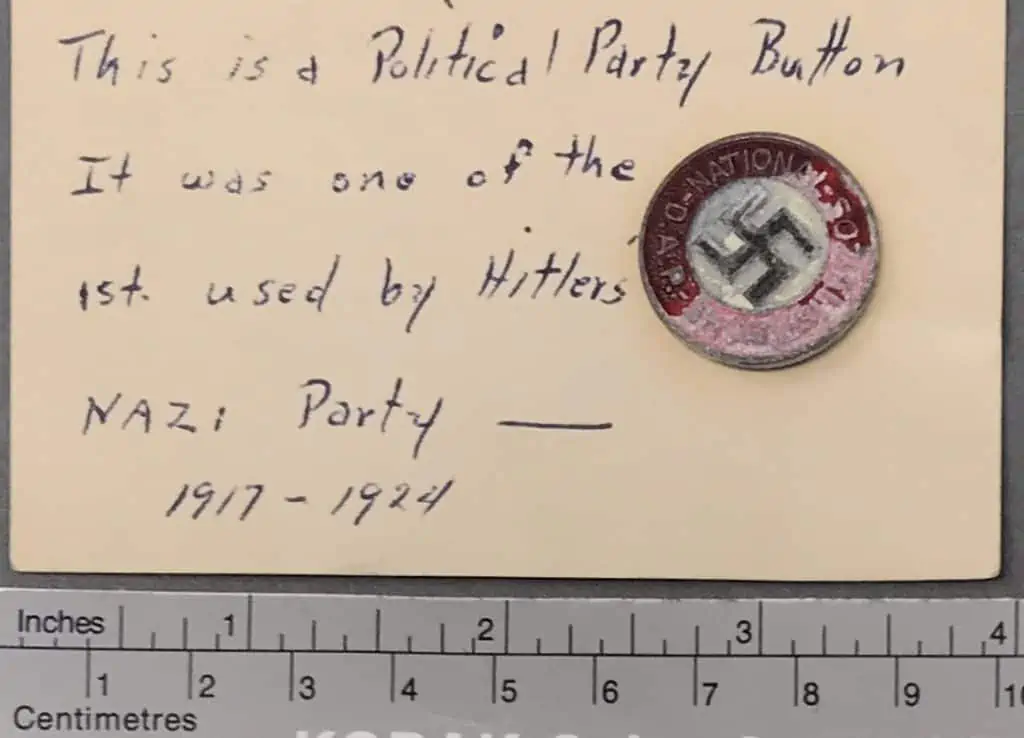 This is a Political Party Button
It was one of the
1st. used by Hitlers
NAZi Party —
1917 - 1924
NATIONAL-SO
D.A.P.
Inches 1 2 3 4
1 2 3 4 5 6 7 8 9
Centimetres